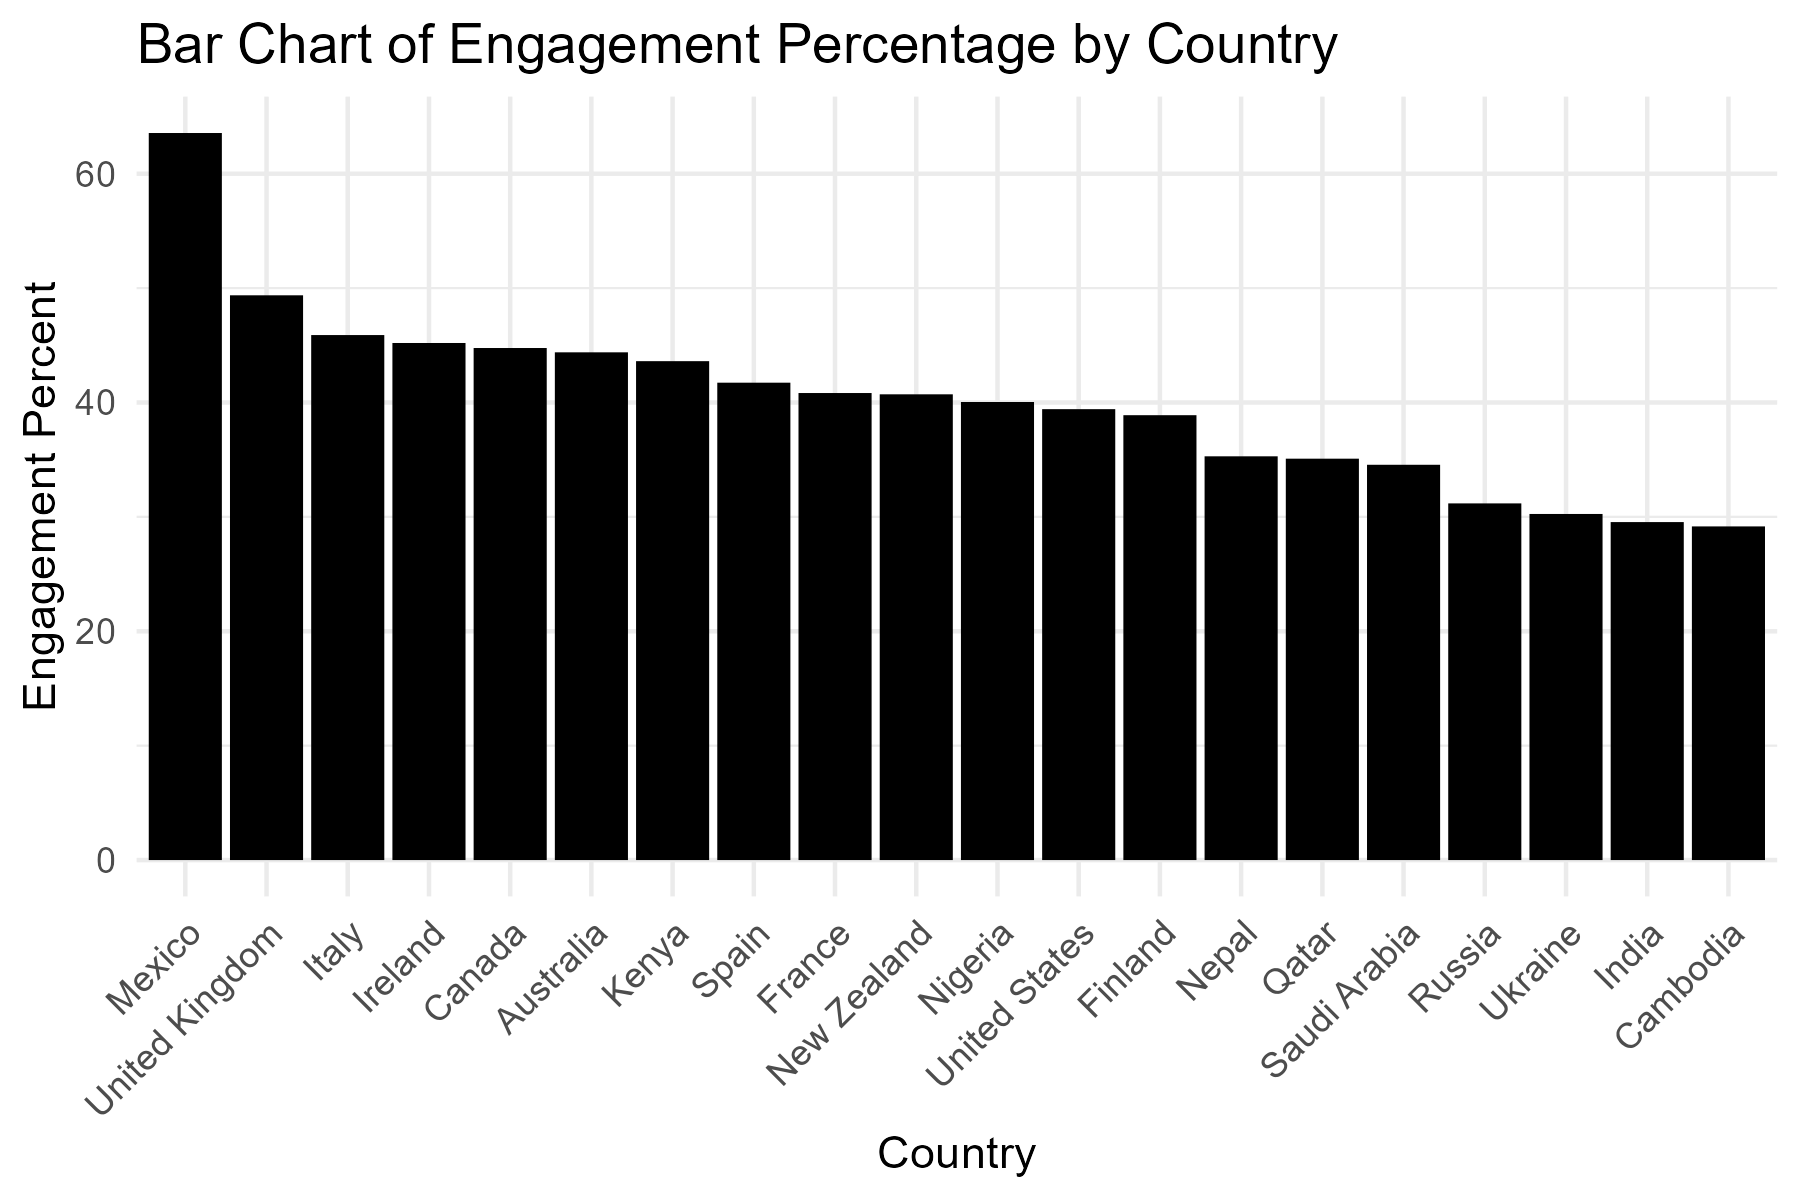 Bar Chart of Engagement Percentage by Country
Engagement Percent
60
40
20
0
Mexico
United Kingdom
Italy
Ireland
Canada
Australia
Kenya
Spain
France
New Zealand
Nigeria
United States
Finland
Nepal
Qatar
Saudi Arabia
Russia
Ukraine
India
Cambodia
Country